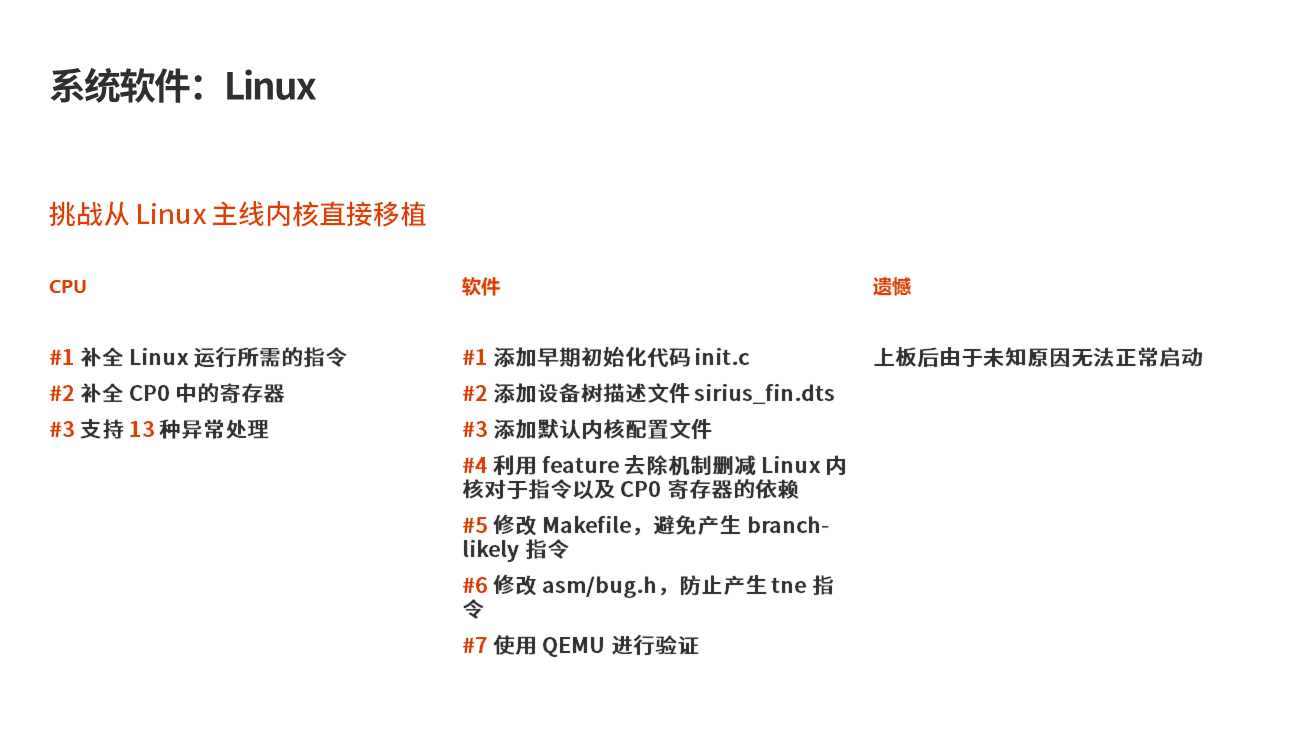 系统软件：Linux
挑战从 Linux 主线内核直接移植
CPU
#1 补全 Linux 运行所需的指令
#2 补全 CP0 中的寄存器
#3 支持 13 种异常处理
软件
#1 添加早期初始化代码 init.c
#2 添加设备树描述文件 sirius_fin.dts
#3 添加默认内核配置文件
#4 利用 feature 去除机制删减 Linux 内
核对于指令以及 CP0 寄存器的依赖
#5 修改 Makefile，避免产生 branch-
likely 指令
#6 修改 asm/bug.h，防止产生 tne 指
令
#7 使用 QEMU 进行验证
遗憾
上板后由于未知原因无法正常启动